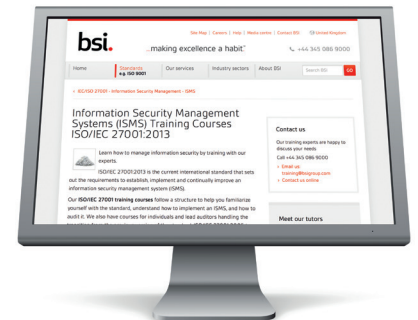 Site Map | Careers | Help | Media centre | Contact BSI United Kingdom
bsi.
...making excellence a habit.™
+44 345 086 9000
Home
Standards
e.g. ISO 9001
Our services
Industry sectors
About BSI
Search BSI
GO
IEC/ISO 27001 - Information Security Management - ISMS
Information Security Management
Systems (ISMS) Training Courses
ISO/IEC 27001:2013
Learn how to manage information security by training with our
experts.
ISO/IEC 27001:2013 is the current international standard that sets
out the requirements to establish, implement and continually improve an
information security management system (ISMS).
Our ISO/IEC 27001 training courses follow a structure to help you familiarize
yourself with the standard, understand how to implement an ISMS, and how to
audit it. We also have courses for individuals and lead auditors handling the
Contact us
Our training experts are happy to
discuss your needs
Call +44 345 086 9000
Email us
training@bsigroup.com
Contact us online
Meet our tutors